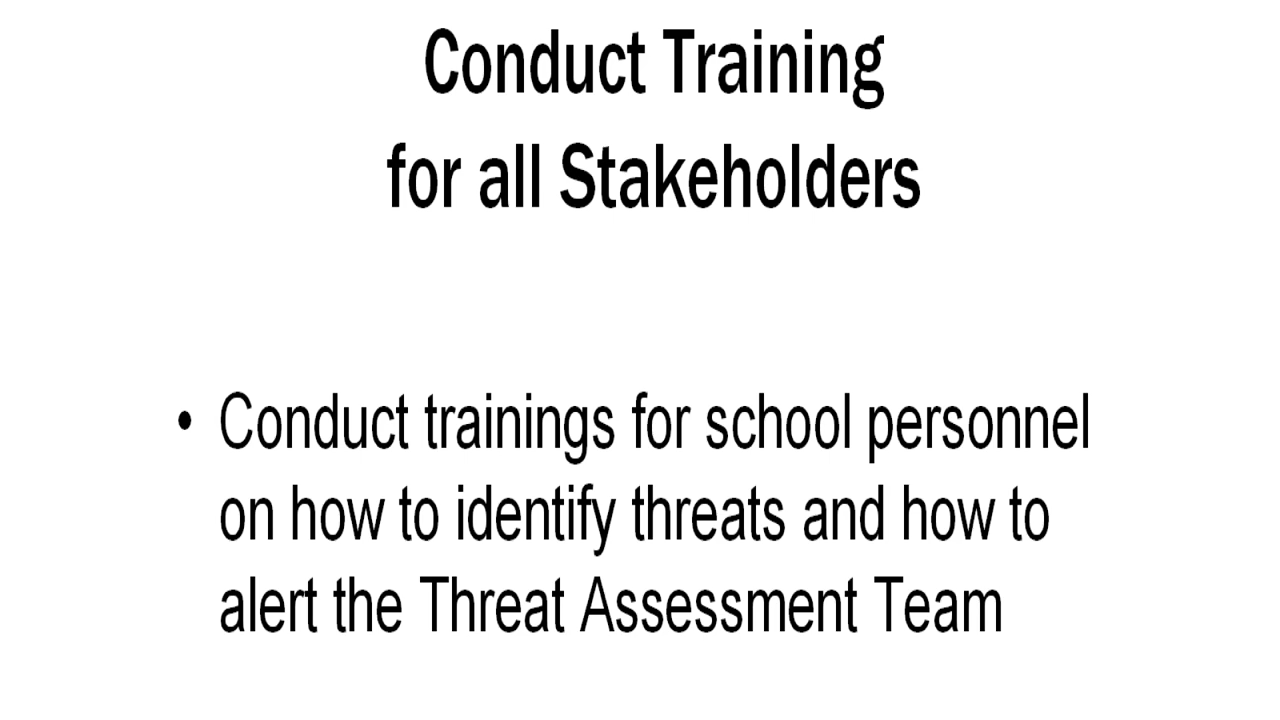 Conduct Training
for all Stakeholders
• Conduct trainings for school personnel
on how to identify threats and how to
alert the Threat Assessment Team